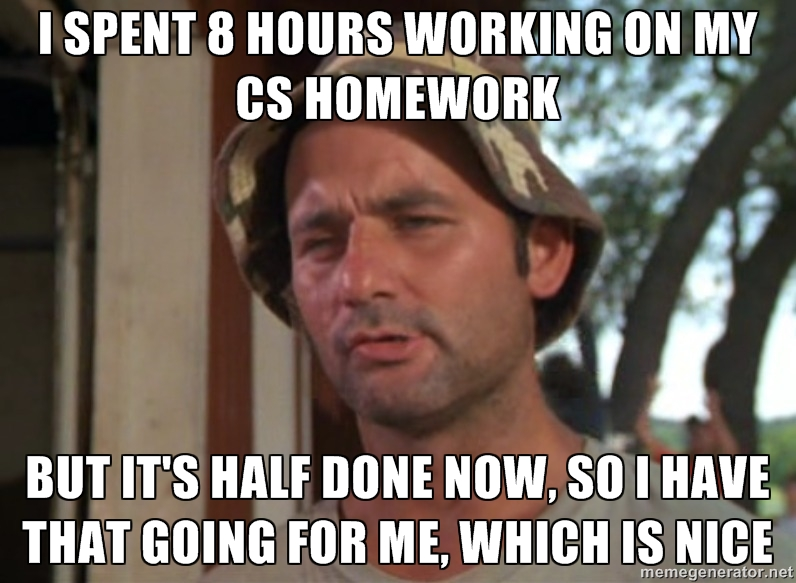 I SPENT 8 HOURS WORKING ON MY
CS HOMEWORK
BUT IT'S HALF DONE NOW, SO I HAVE
THAT GOING FOR ME, WHICH IS NICE
memegenerator.net